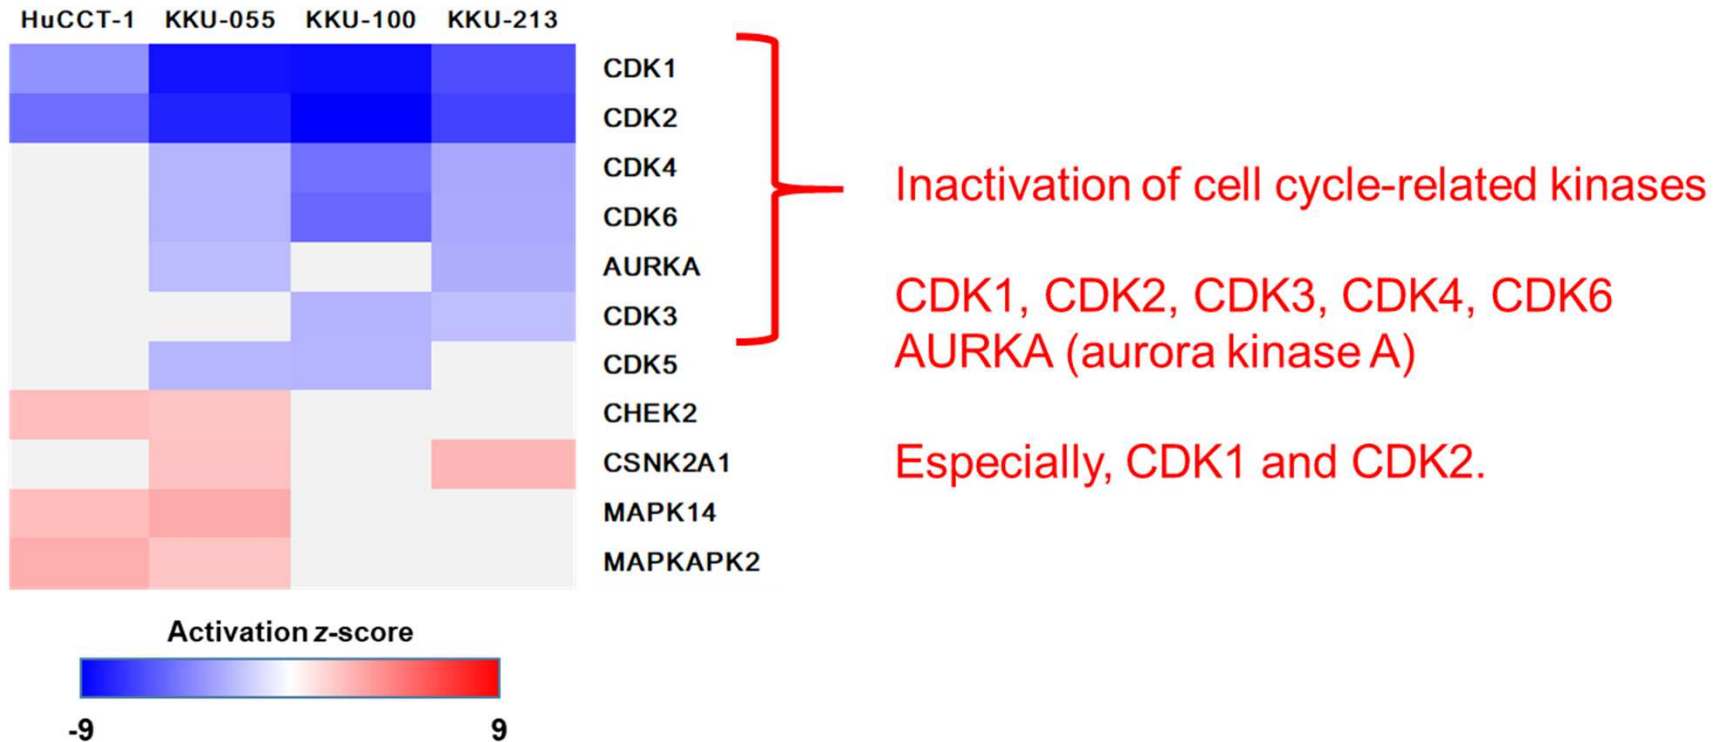 HuCCT-1 KKU-055 KKU-100 KKU-213
CDK1
CDK2
CDK4
CDK6
AURKA
CDK3
CDK5
CHEK2
CSNK2A1
MAPK14
MAPKAPK2
Inactivation of cell cycle-related kinases
CDK1, CDK2, CDK3, CDK4, CDK6
AURKA (aurora kinase A)
Especially, CDK1 and CDK2.
Activation z-score
-9 9